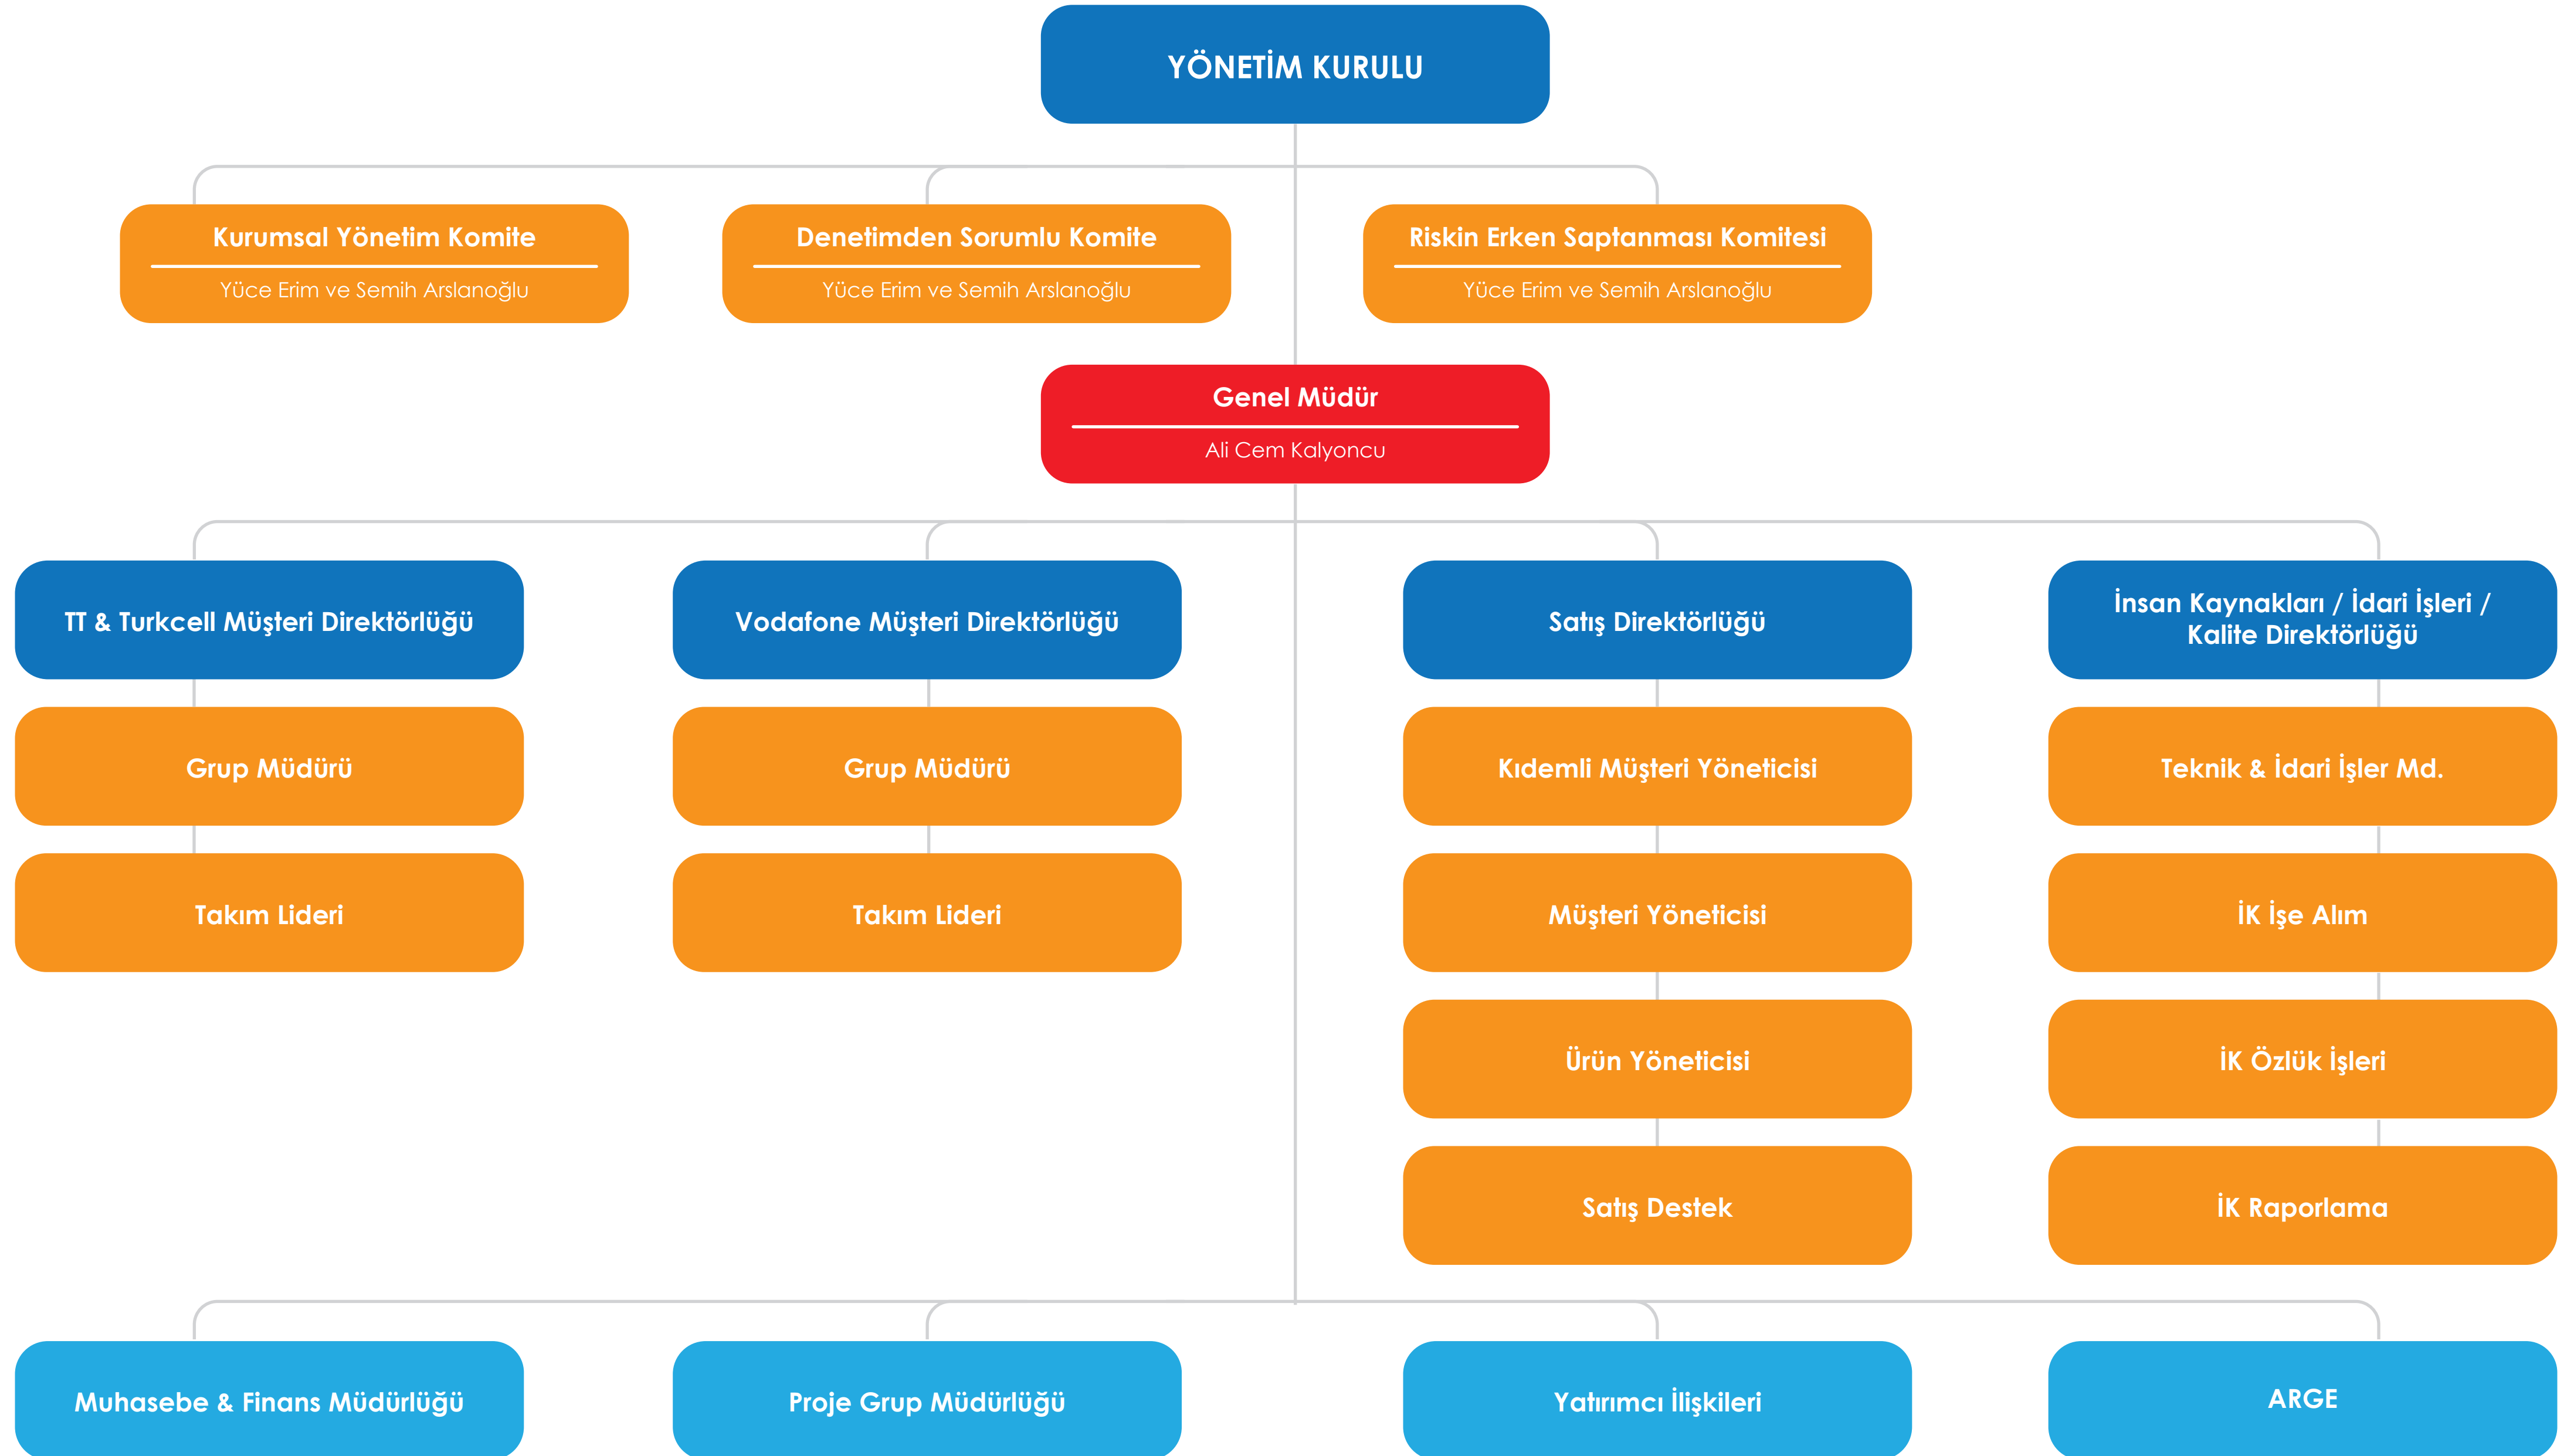 YÖNETİM KURULU
Kurumsal Yönetim Komite
Yüce Erim ve Semih Arslanoğlu
Denetimden Sorumlu Komite
Yüce Erim ve Semih Arslanoğlu
Riskin Erken Saptanması Komitesi
Yüce Erim ve Semih Arslanoğlu
Genel Müdür
Ali Cem Kalyoncu
TT & Turkcell Müşteri Direktörlüğü
Vodafone Müşteri Direktörlüğü
Satış Direktörlüğü
İnsan Kaynakları / İdari İşleri /
Kalite Direktörlüğü
Grup Müdürü
Grup Müdürü
Kıdemli Müşteri Yöneticisi
Teknik & İdari İşler Md.
Takım Lideri
Takım Lideri
Müşteri Yöneticisi
İK İşe Alım
Ürün Yöneticisi
İK Özlük İşleri
Satış Destek
İK Raporlama
Muhasebe & Finans Müdürlüğü
Proje Grup Müdürlüğü
Yatırımcı İlişkileri
ARGE